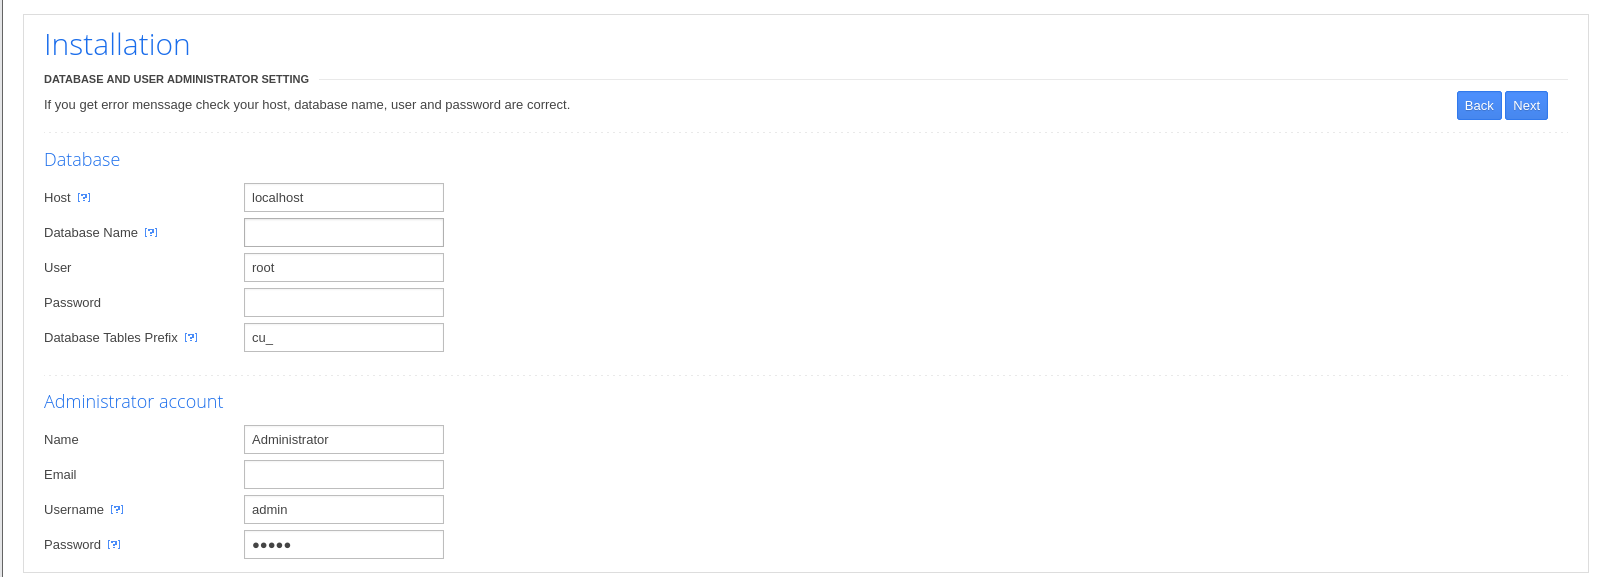 Installation
DATABASE AND USER ADMINISTRATOR SETTING
If you get error menssage check your host, database name, user and password are correct.
Back Next
Database
Host [?] localhost
Database Name [?]
User root
Password
Database Tables Prefix [?] cu_
Administrator account
Name Administrator
Email
Username [?] admin
Password [?] •••••